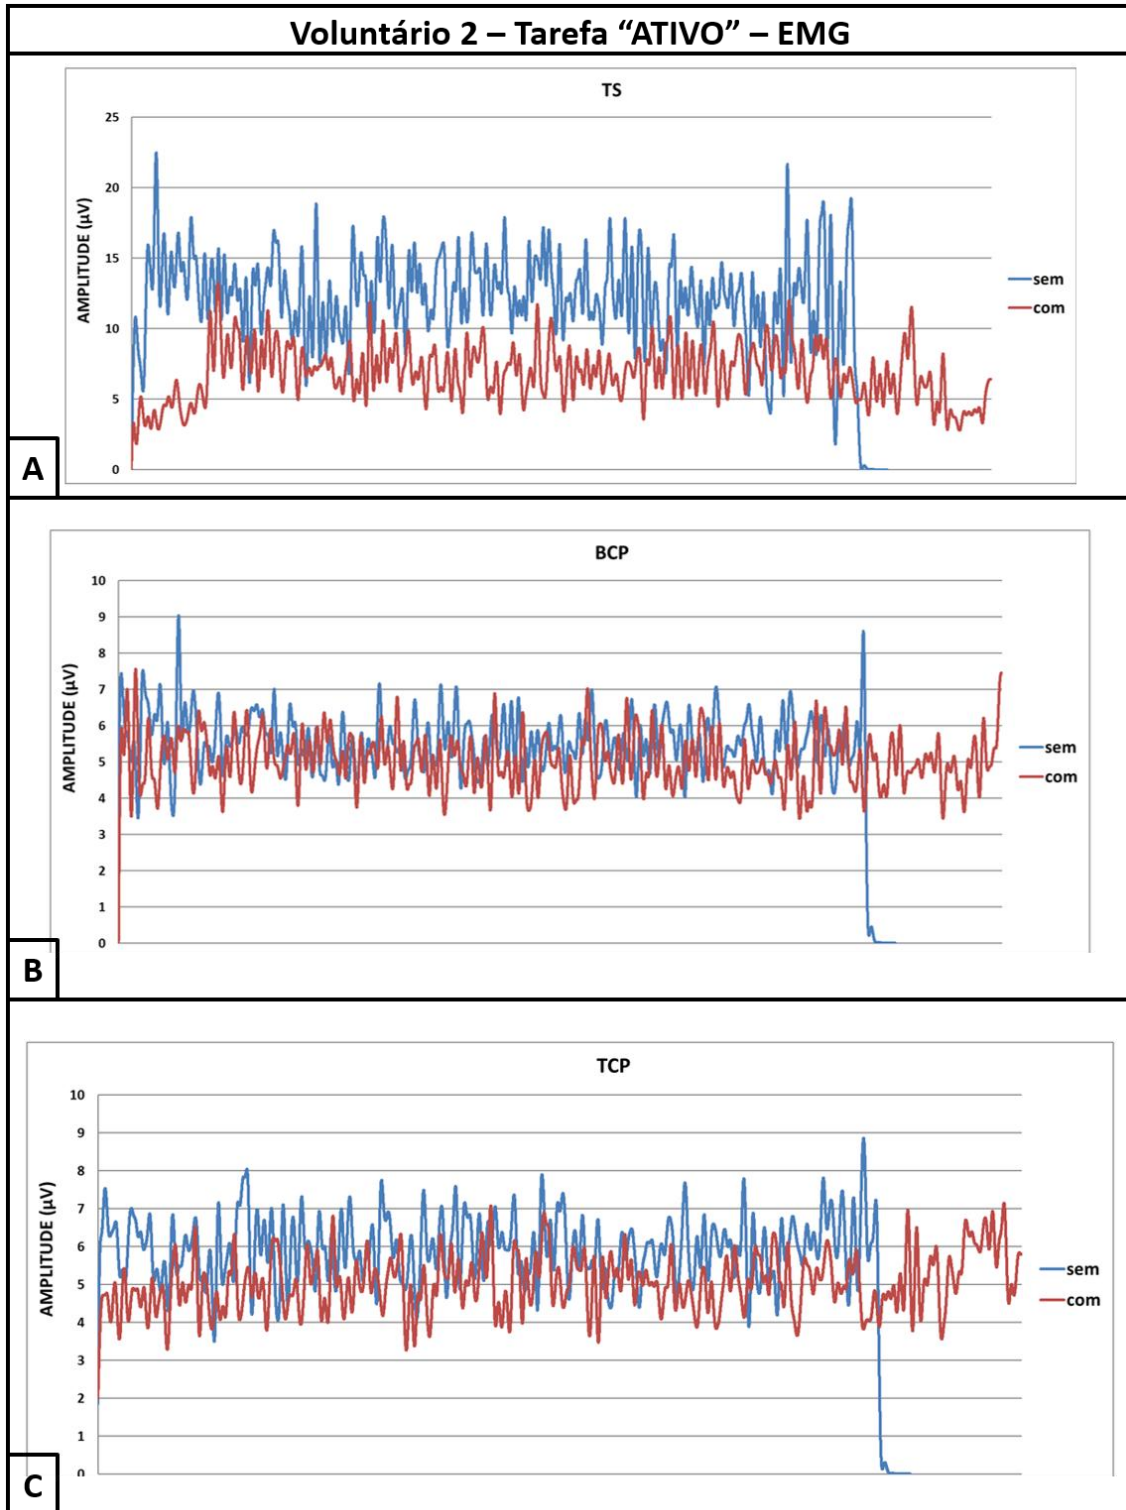 Voluntário 2 – Tarefa “ATIVO” – EMG
TS
AMPLITUDE (µV)
25
20
15
10
5
0
sem
com
A
BCP
AMPLITUDE (µV)
10
9
8
7
6
5
4
3
2
1
0
sem
com
B
TCP
AMPLITUDE (µV)
10
9
8
7
6
5
4
3
2
1
0
sem
com
C